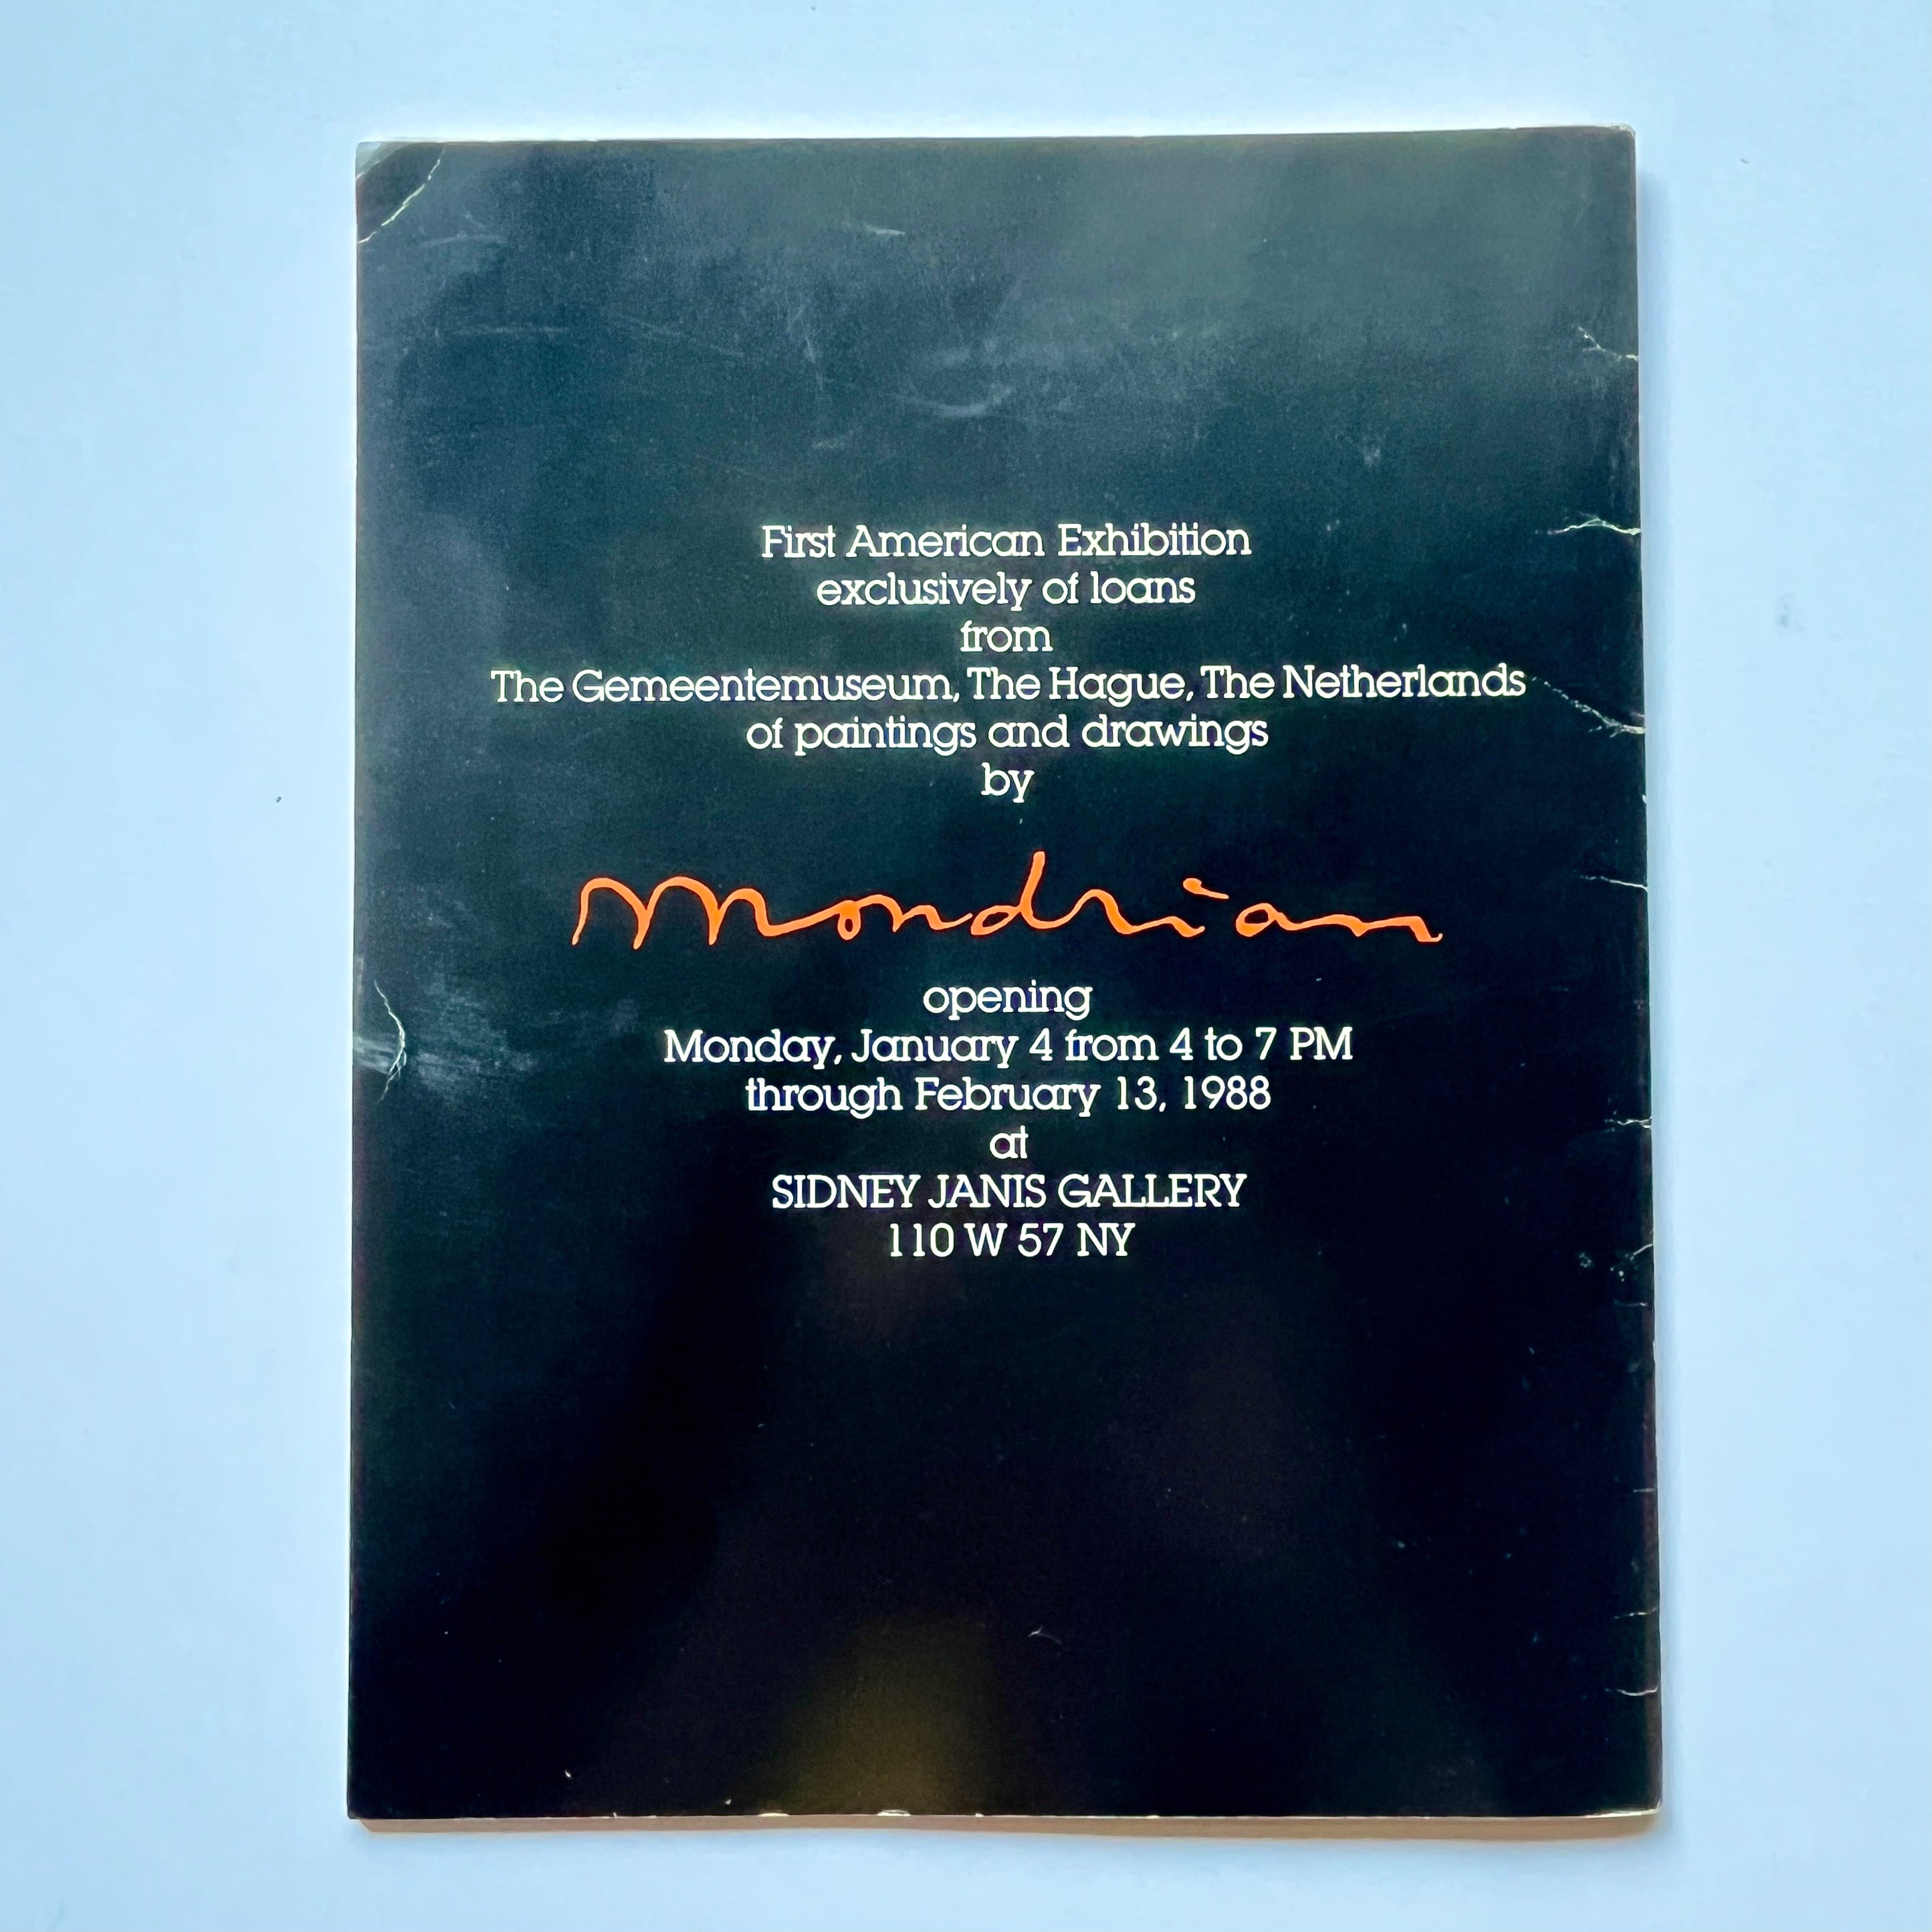 First American Exhibition
exclusively of loans
from
The Gemeentemuseum, The Hague, The Netherlands
of paintings and drawings
by
Mondrian
opening
Monday, January 4 from 4 to 7 PM
through February 13, 1988
at
SIDNEY JANIS GALLERY
110 W 57 NY